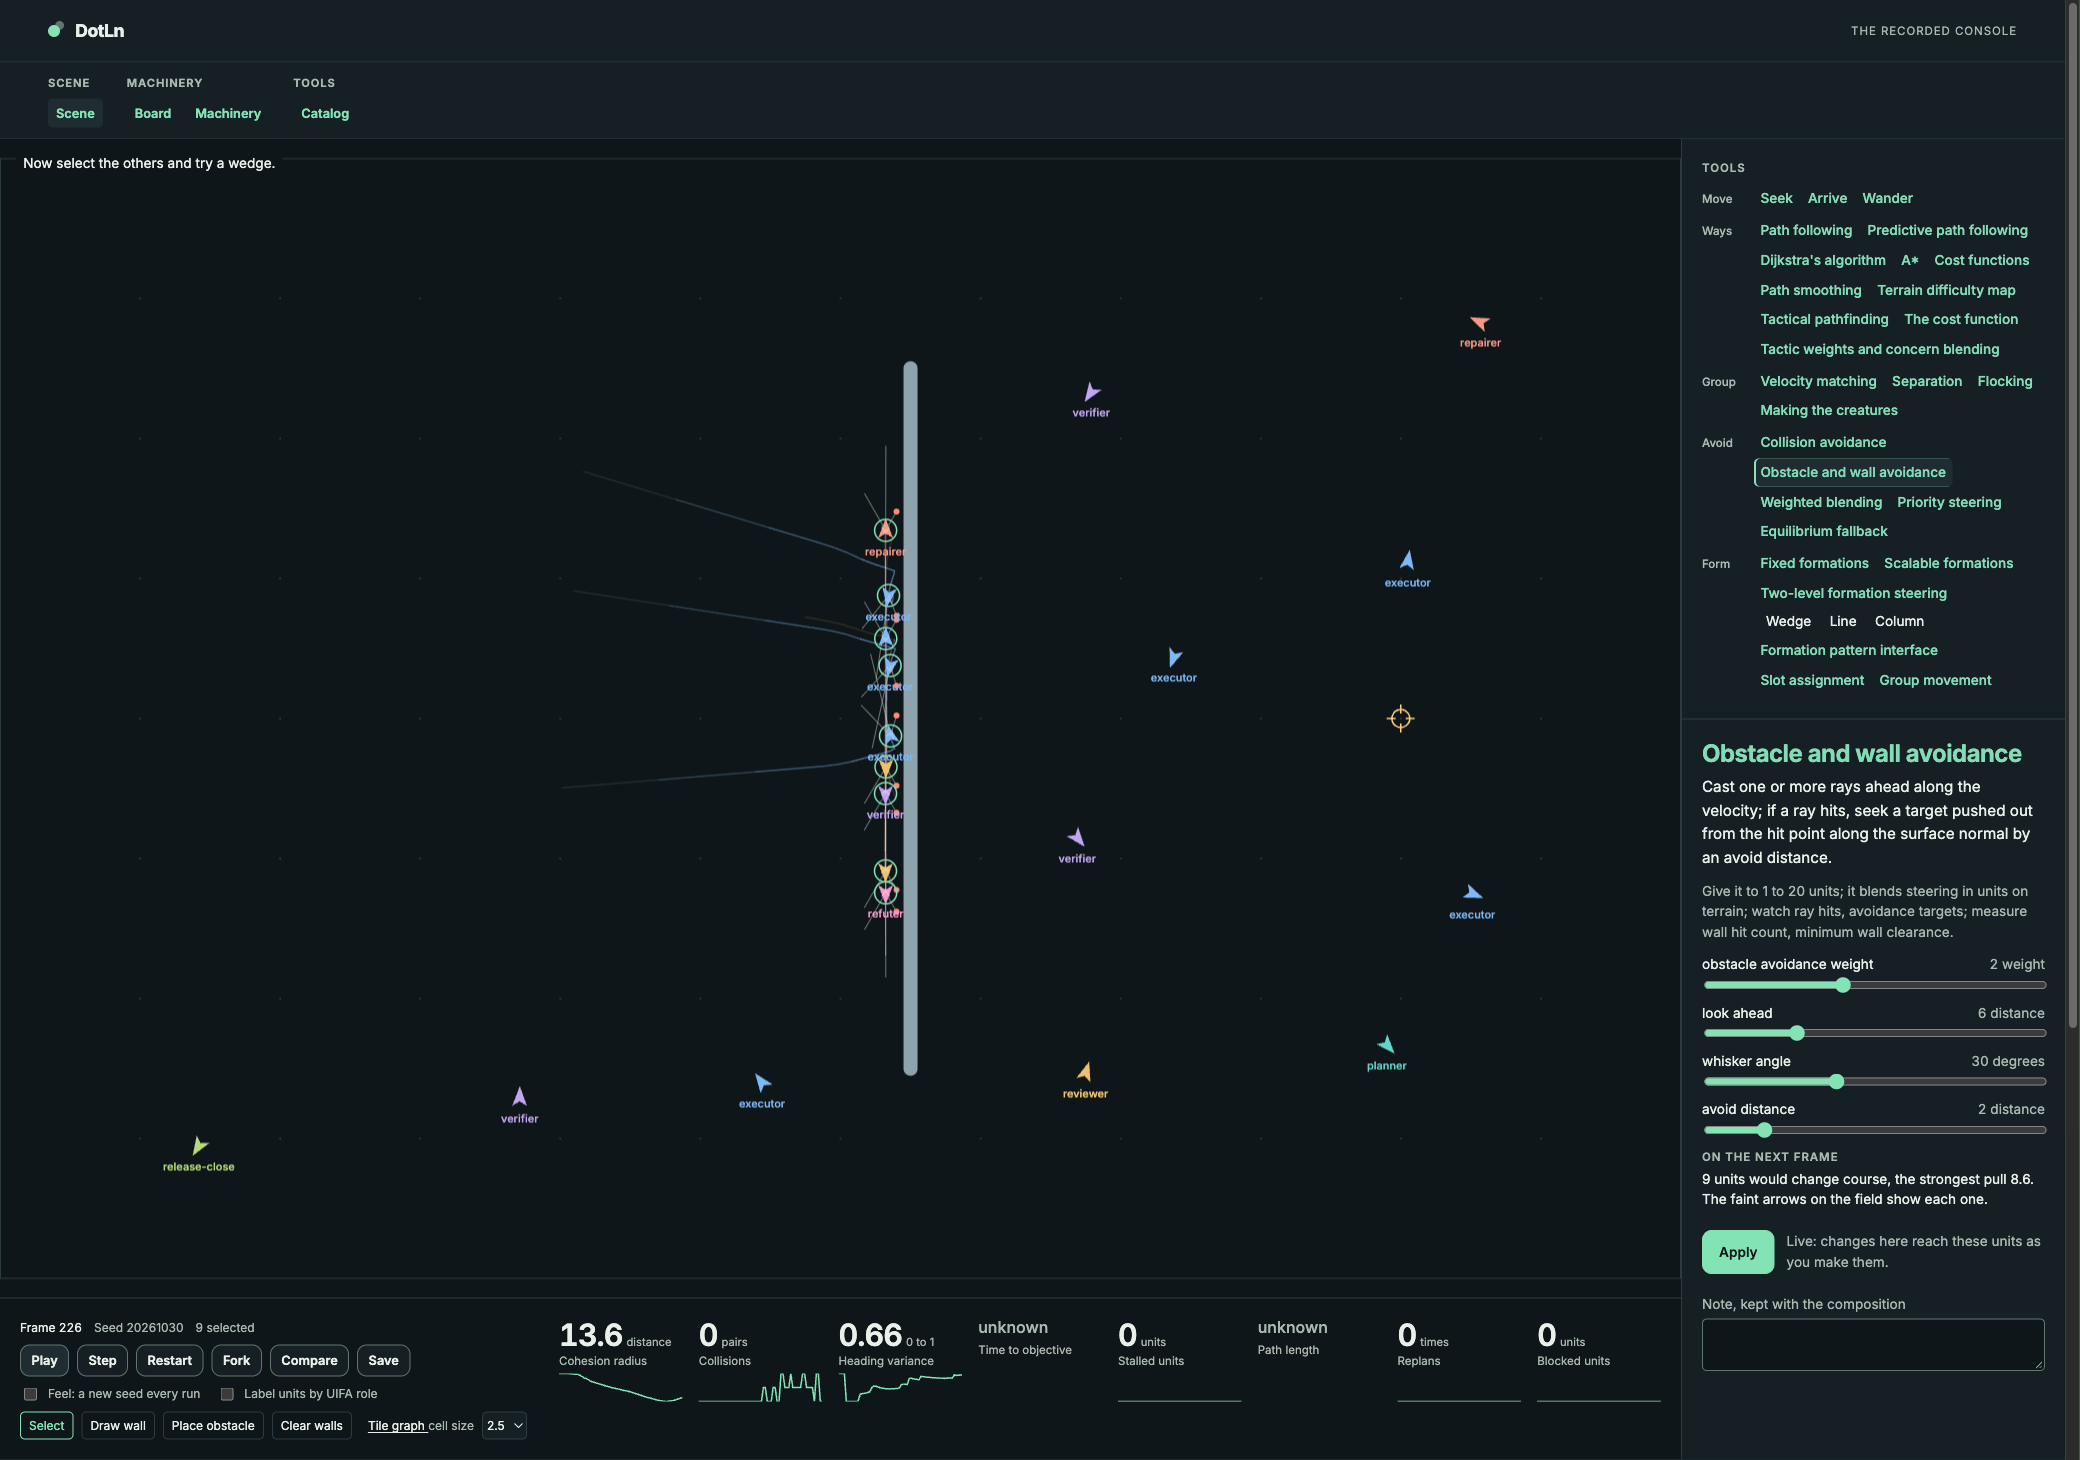 DotLn
THE RECORDED CONSOLE
SCENE
MACHINERY
TOOLS
Scene
Board
Machinery
Catalog
Now select the others and try a wedge.
repairer
verifier
repairer
executor
executor
executor
executor
executor
verifier
verifier
executor
refuter
planner
reviewer
executor
verifier
release-close
TOOLS
Move Seek Arrive Wander
Ways Path following Predictive path following
Dijkstra's algorithm A* Cost functions
Path smoothing Terrain difficulty map
Tactical pathfinding The cost function
Tactic weights and concern blending
Group Velocity matching Separation Flocking
Making the creatures
Avoid Collision avoidance
Obstacle and wall avoidance
Weighted blending Priority steering
Equilibrium fallback
Form Fixed formations Scalable formations
Two-level formation steering
Wedge Line Column
Formation pattern interface
Slot assignment Group movement
Obstacle and wall avoidance
Cast one or more rays ahead along the
velocity; if a ray hits, seek a target pushed out
from the hit point along the surface normal by
an avoid distance.
Give it to 1 to 20 units; it blends steering in units on
terrain; watch ray hits, avoidance targets; measure
wall hit count, minimum wall clearance.
obstacle avoidance weight 2 weight
look ahead 6 distance
whisker angle 30 degrees
avoid distance 2 distance
ON THE NEXT FRAME
9 units would change course, the strongest pull 8.6.
The faint arrows on the field show each one.
Apply
Live: changes here reach these units as
you make them.
Note, kept with the composition
Frame 226 Seed 20261030 9 selected
Play Step Restart Fork Compare Save
Feel: a new seed every run Label units by UIFA role
Select Draw wall Place obstacle Clear walls Tile graph cell size 2.5
13.6 distance
Cohesion radius
0 pairs
Collisions
0.66 0 to 1
Heading variance
unknown
Time to objective
0 units
Stalled units
unknown
Path length
0 times
Replans
0 units
Blocked units